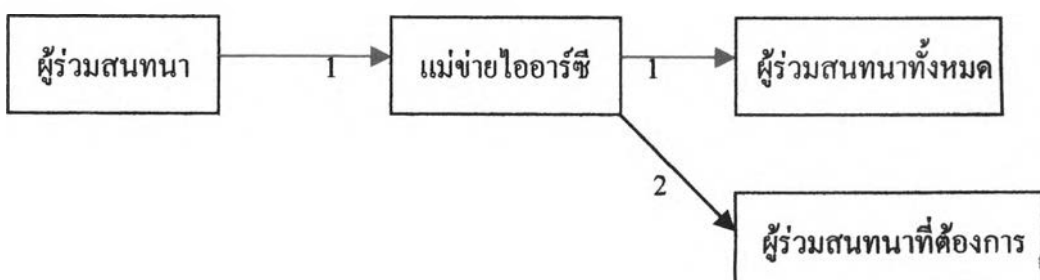 ผู้ร่วมสนทนา
1
แม่ข่ายไออาร์ซี
1
ผู้ร่วมสนทนาทั้งหมด
2
ผู้ร่วมสนทนาที่ต้องการ